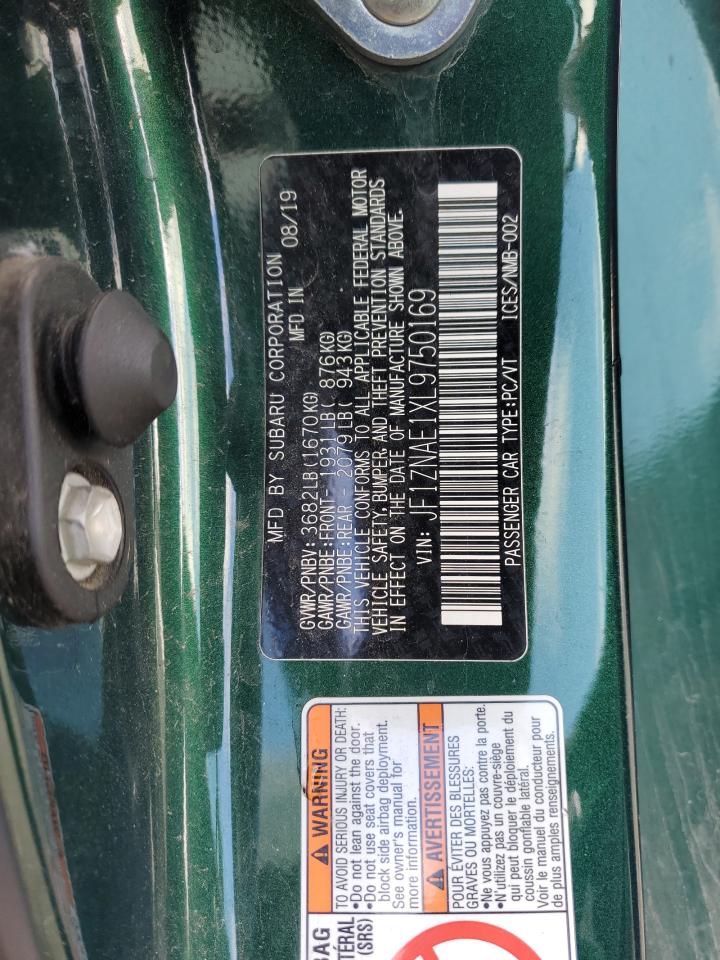 MFD BY SUBARU CORPORATION
MFD IN 08/19
GVWR/PNBV: 3682LB(1670KG)
GAWR/PNBE:FRONT- 1931LB( 876KG)
GAWR/PNBE:REAR - 2079LB( 943KG)
THIS VEHICLE CONFORMS TO ALL APPLICABLE FEDERAL MOTOR
VEHICLE SAFETY,BUMPER, AND THEFT PREVENTION STANDARDS
IN EFFECT ON THE DATE OF MANUFACTURE SHOWN ABOVE.
VIN: JF1ZNAE1XL9750169
PASSENGER CAR TYPE:PC/VT ICES/NMB-002
WARNING
TO AVOID SERIOUS INJURY OR DEATH:
•Do not lean against the door.
•Do not use seat covers that
block side airbag deployment.
See owner's manual for
more information.
AVERTISSEMENT
POUR ÉVITER DES BLESSURES
GRAVES OU MORTELLES:
•Ne vous appuyez pas contre la porte.
•N'utilizez pas un couvre-siège
qui peut bloquer le déploiement du
coussin gonflable latéral.
Voir le manuel du conducteur pour
de plus amples renseignements.
BAG
TÉRAL
(SRS)